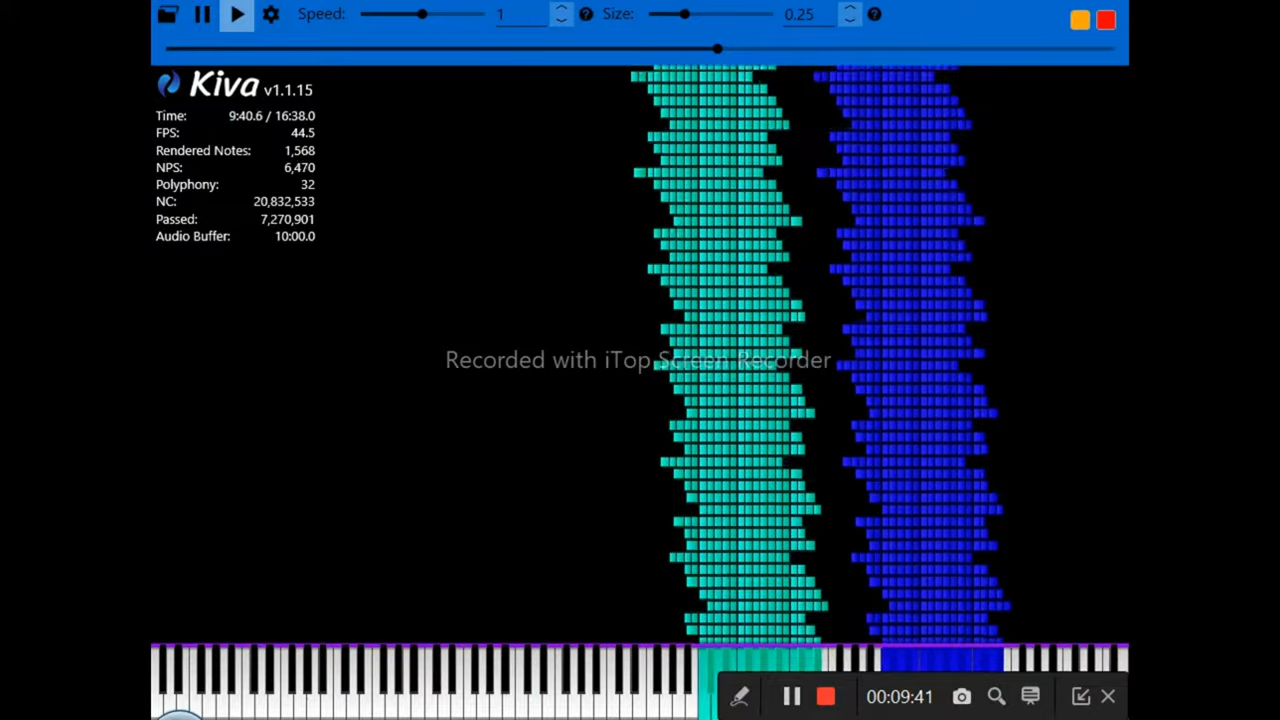 Speed: 1 Size: 0.25
Kiva v1.1.15
Time: 9:40.6 / 16:38.0
FPS: 44.5
Rendered Notes: 1,568
NPS: 6,470
Polyphony: 32
NC: 20,832,533
Passed: 7,270,901
Audio Buffer: 10:00.0
Recorded with iTop Screen Recorder
00:09:41